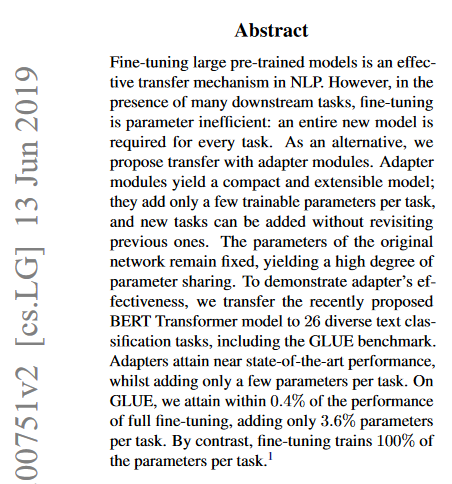 Abstract
Fine-tuning large pre-trained models is an effec-
tive transfer mechanism in NLP. However, in the
presence of many downstream tasks, fine-tuning
is parameter inefficient: an entire new model is
required for every task. As an alternative, we
propose transfer with adapter modules. Adapter
modules yield a compact and extensible model;
they add only a few trainable parameters per task,
and new tasks can be added without revisiting
previous ones. The parameters of the original
network remain fixed, yielding a high degree of
parameter sharing. To demonstrate adapter's ef-
fectiveness, we transfer the recently proposed
BERT Transformer model to 26 diverse text clas-
sification tasks, including the GLUE benchmark.
Adapters attain near state-of-the-art performance,
whilst adding only a few parameters per task. On
GLUE, we attain within 0.4% of the performance
of full fine-tuning, adding only 3.6% parameters
per task. By contrast, fine-tuning trains 100% of
the parameters per task.1
00751v2 [cs.LG] 13 Jun 2019